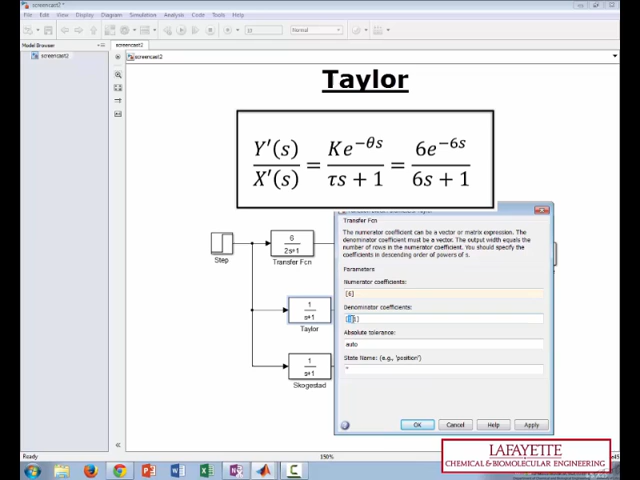 screencast2 *
File Edit View Display Diagram Simulation Analysis Code Tools Help
Normal
Model Browser
screencast2
screencast2
screencast2
Taylor
Y′(s)/X′(s) = Ke^−θs/τs + 1 = 6e^−6s/6s + 1
Step
6
2s+1
Transfer Fcn
1
s+1
Taylor
1
s+1
Skogestad
Transfer Fcn
The numerator coefficient can be a vector or matrix expression. The
denominator coefficient must be a vector. The output width equals the
number of rows in the numerator coefficient. You should specify the
coefficients in descending order of powers of s.
Parameters
Numerator coefficients:
[6]
Denominator coefficients:
Absolute tolerance:
auto
State Name: (e.g., 'position')
''
OK Cancel Help Apply
Ready
150%
LAFAYETTE
CHEMICAL & BIOMOLECULAR ENGINEERING